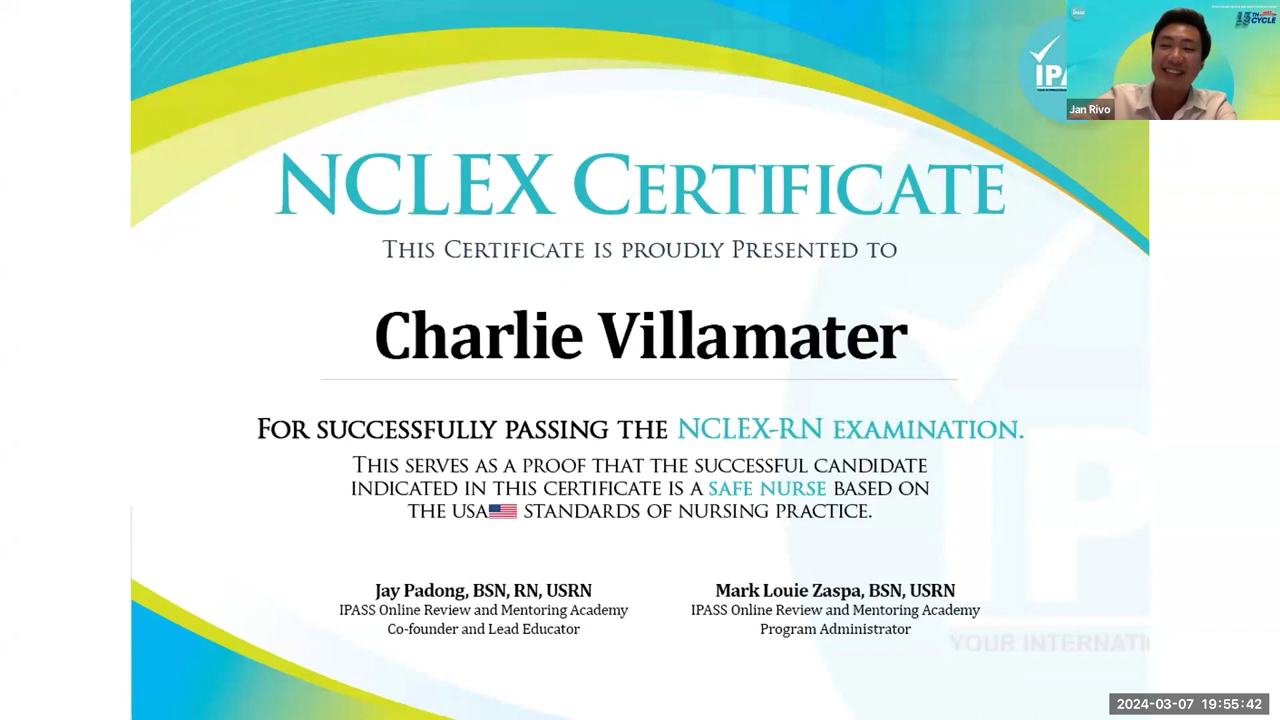 NCLEX CERTIFICATE
THIS CERTIFICATE IS PROUDLY PRESENTED TO
Charlie Villamater
FOR SUCCESSFULLY PASSING THE NCLEX-RN EXAMINATION.
THIS SERVES AS A PROOF THAT THE SUCCESSFUL CANDIDATE
INDICATED IN THIS CERTIFICATE IS A SAFE NURSE BASED ON
THE USA STANDARDS OF NURSING PRACTICE.
Jay Padong, BSN, RN, USRN
IPASS Online Review and Mentoring Academy
Co-founder and Lead Educator
Mark Louie Zaspa, BSN, USRN
IPASS Online Review and Mentoring Academy
Program Administrator
IPA
YOUR INTERNATI
Jan Rivo
CYCLE
2024-03-07 19:55:42